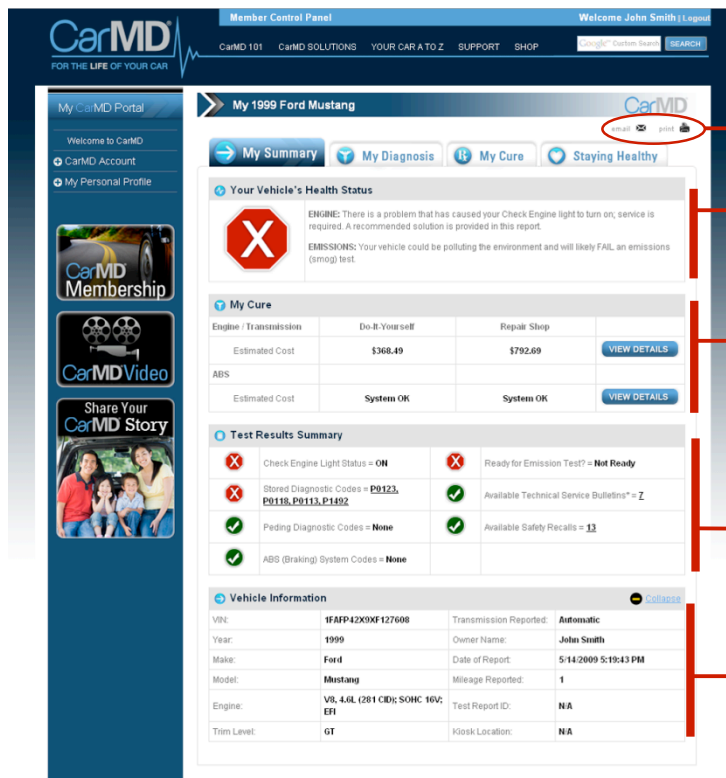 Member Control Panel
Welcome John Smith | Logout
CarMD
FOR THE LIFE OF YOUR CAR
CarMD 101 CarMD SOLUTIONS YOUR CAR A TO Z SUPPORT SHOP
Google Custom Search SEARCH
My CarMD Portal
Welcome to CarMD
CarMD Account
My Personal Profile
CarMD
Membership
CarMD Video
Share Your
CarMD Story
My 1999 Ford Mustang
CarMD
email print
My Summary My Diagnosis My Cure Staying Healthy
Your Vehicle's Health Status
X
ENGINE: There is a problem that has caused your Check Engine light to turn on; service is
required. A recommended solution is provided in this report.
EMISSIONS: Your vehicle could be polluting the environment and will likely FAIL an emissions
(smog) test.
My Cure
Engine / Transmission Do-It-Yourself Repair Shop
Estimated Cost $368.49 $792.69 VIEW DETAILS
ABS
Estimated Cost System OK System OK VIEW DETAILS
Test Results Summary
Check Engine Light Status = ON
Ready for Emission Test? = Not Ready
Stored Diagnostic Codes = P0123,
P0118, P0113, P1492
Available Technical Service Bulletins* = 7
Peding Diagnostic Codes = None
Available Safety Recalls = 13
ABS (Braking) System Codes = None
Vehicle Information
Collapse
VIN: 1FAFP42X9XF127608 Transmission Reported: Automatic
Year: 1999 Owner Name: John Smith
Make: Ford Date of Report: 5/14/2009 5:19:43 PM
Model: Mustang Mileage Reported: 1
Engine: V8, 4.6L (281 CID); SOHC 16V;
EFI
Test Report ID: N/A
Trim Level: GT Kiosk Location: N/A